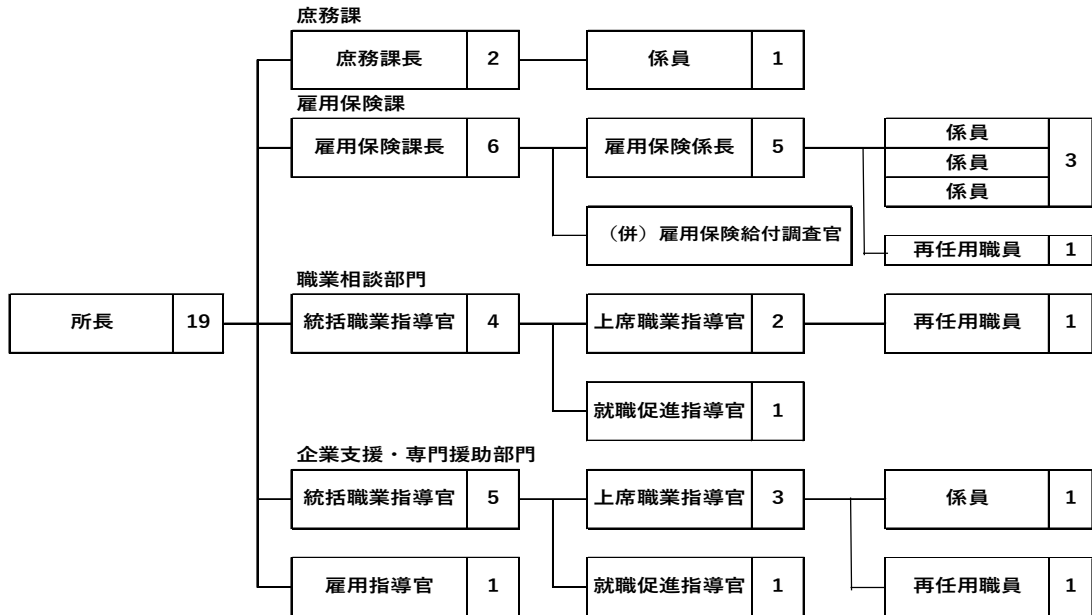 庶務課
庶務課長 2 係員 1
雇用保険課
雇用保険課長 6 雇用保険係長 5 係員 3
係員
係員
（併）雇用保険給付調査官 再任用職員 1
職業相談部門
所長 19 統括職業指導官 4 上席職業指導官 2 再任用職員 1
就職促進指導官 1
企業支援・専門援助部門
統括職業指導官 5 上席職業指導官 3 係員 1
雇用指導官 1 就職促進指導官 1 再任用職員 1